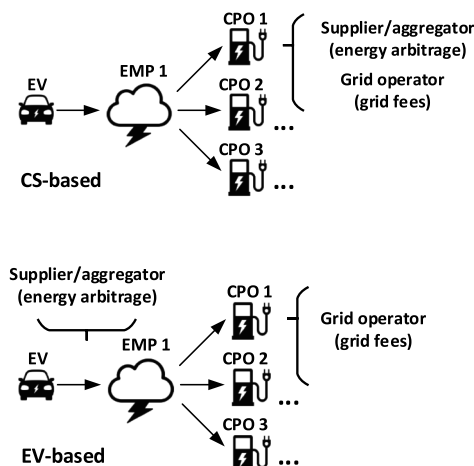 CPO 1
Supplier/aggregator
(energy arbitrage)
EV
EMP 1
CPO 2
Grid operator
(grid fees)
...
CPO 3
...
CS-based
Supplier/aggregator
(energy arbitrage)
CPO 1
EV
EMP 1
Grid operator
(grid fees)
CPO 2
...
CPO 3
...
EV-based